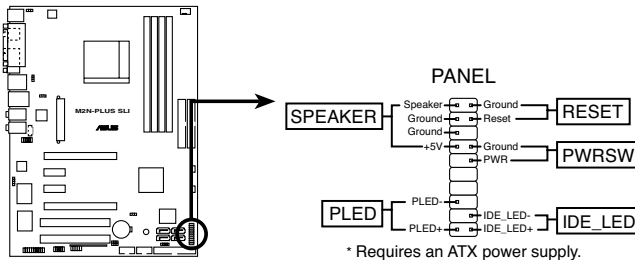 PANEL
M2N-PLUS SLI
ASUS
SPEAKER
Speaker
Ground
Ground
+5V
Ground
Reset
RESET
Ground
PWR
PWRSW
PLED
PLED-
PLED+
IDE_LED-
IDE_LED+
IDE_LED
* Requires an ATX power supply.